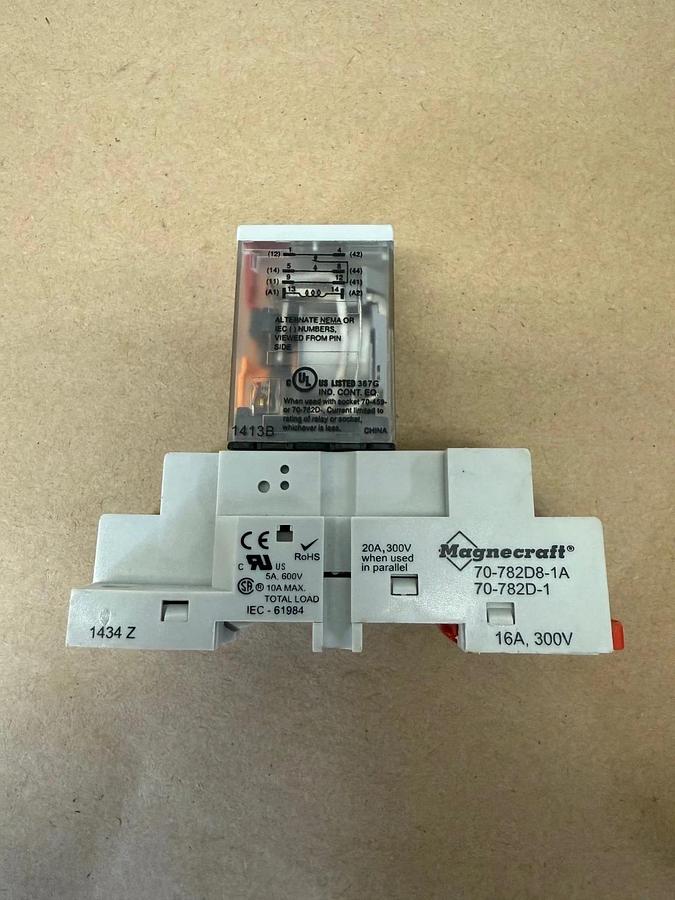 1 4
(12) (42)
5 8
(14) (44)
9 12
(11) (41)
13 14
(A1) (A2)
ALTERNATE NEMA OR
IEC ( ) NUMBERS,
VIEWED FROM PIN
SIDE
C UL US LISTED 367G
IND. CONT. EQ.
When used with socket 70-459-
or 70-782D-, Current limited to
rating of relay or socket,
whichever is less.
1413B CHINA
CE
RoHS
C UR US
5A, 600V
SA ® 10A MAX.
TOTAL LOAD
IEC - 61984
1434 Z
20A, 300V
when used
in parallel
Magnecraft®
70-782D8-1A
70-782D-1
16A, 300V